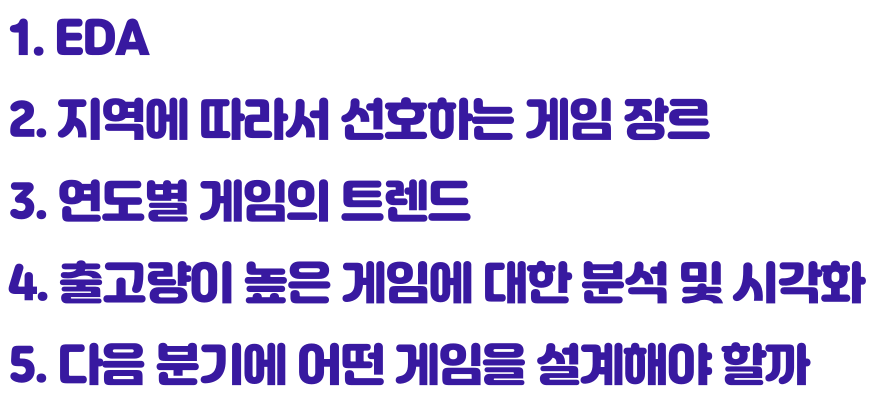 1. EDA
2. 지역에 따라서 선호하는 게임 장르
3. 연도별 게임의 트렌드
4. 출고량이 높은 게임에 대한 분석 및 시각화
5. 다음 분기에 어떤 게임을 설계해야 할까